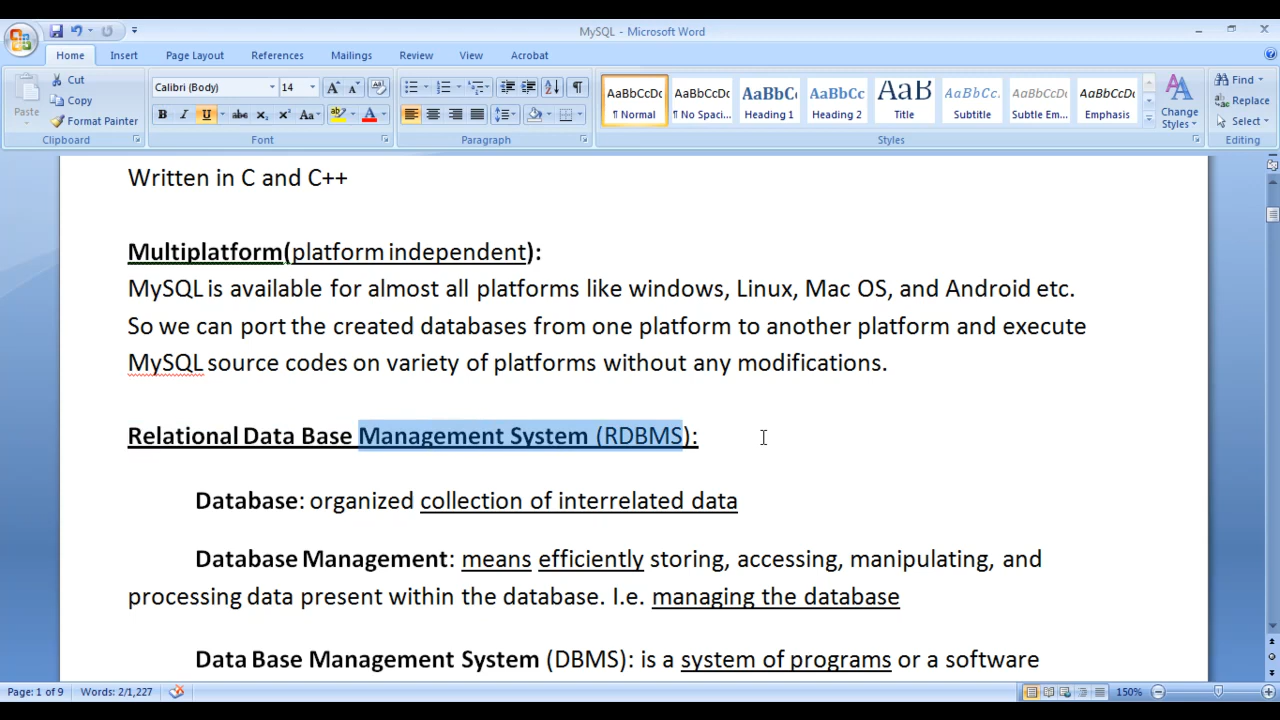 MySQL - Microsoft Word
Home Insert Page Layout References Mailings Review View Acrobat
Paste
Cut
Copy
Format Painter
Clipboard
Calibri (Body) 14
Font
Paragraph
AaBbCcDc AaBbCcDc AaBbC AaBbCc AaB AaBbCc. AaBbCcDc AaBbCcDc
¶ Normal ¶ No Spaci... Heading 1 Heading 2 Title Subtitle Subtle Em... Emphasis
Change Styles
Styles
Find
Replace
Select
Editing
Written in C and C++
Multiplatform(platform independent):
MySQL is available for almost all platforms like windows, Linux, Mac OS, and Android etc.
So we can port the created databases from one platform to another platform and execute
MySQL source codes on variety of platforms without any modifications.
Relational Data Base Management System (RDBMS):
Database: organized collection of interrelated data
Database Management: means efficiently storing, accessing, manipulating, and
processing data present within the database. I.e. managing the database
Data Base Management System (DBMS): is a system of programs or a software
Page: 1 of 9 Words: 2/1,227 150%